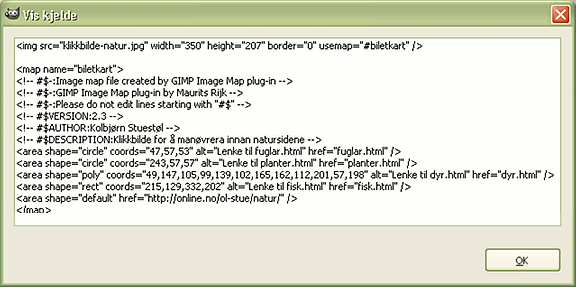 Vis kjelde
<img src="klikkbilde-natur.jpg" width="350" height="207" border="0" usemap="#biletkart" />
<map name="biletkart">
<!-- #$-:Image map file created by GIMP Image Map plug-in -->
<!-- #$-:GIMP Image Map plug-in by Maurits Rijk -->
<!-- #$-:Please do not edit lines starting with "#$" -->
<!-- #$VERSION:2.3 -->
<!-- #$AUTHOR:Kolbjørn Stuestøl -->
<!-- #$DESCRIPTION:Klikkbilde for å manøvrera innan natursidene -->
<area shape="circle" coords="47,57,53" alt="Lenke til fuglar.html" href="fuglar.html" />
<area shape="circle" coords="243,57,57" alt="Lenke til planter.html" href="planter.html" />
<area shape="poly" coords="49,147,105,99,139,102,165,162,112,201,57,198" alt="Lenke til dyr.html" href="dyr.html" />
<area shape="rect" coords="215,129,332,202" alt="Lenke til fisk.html" href="fisk.html" />
<area shape="default" href="http://online.no/ol-stue/natur/" />
</map>
OK